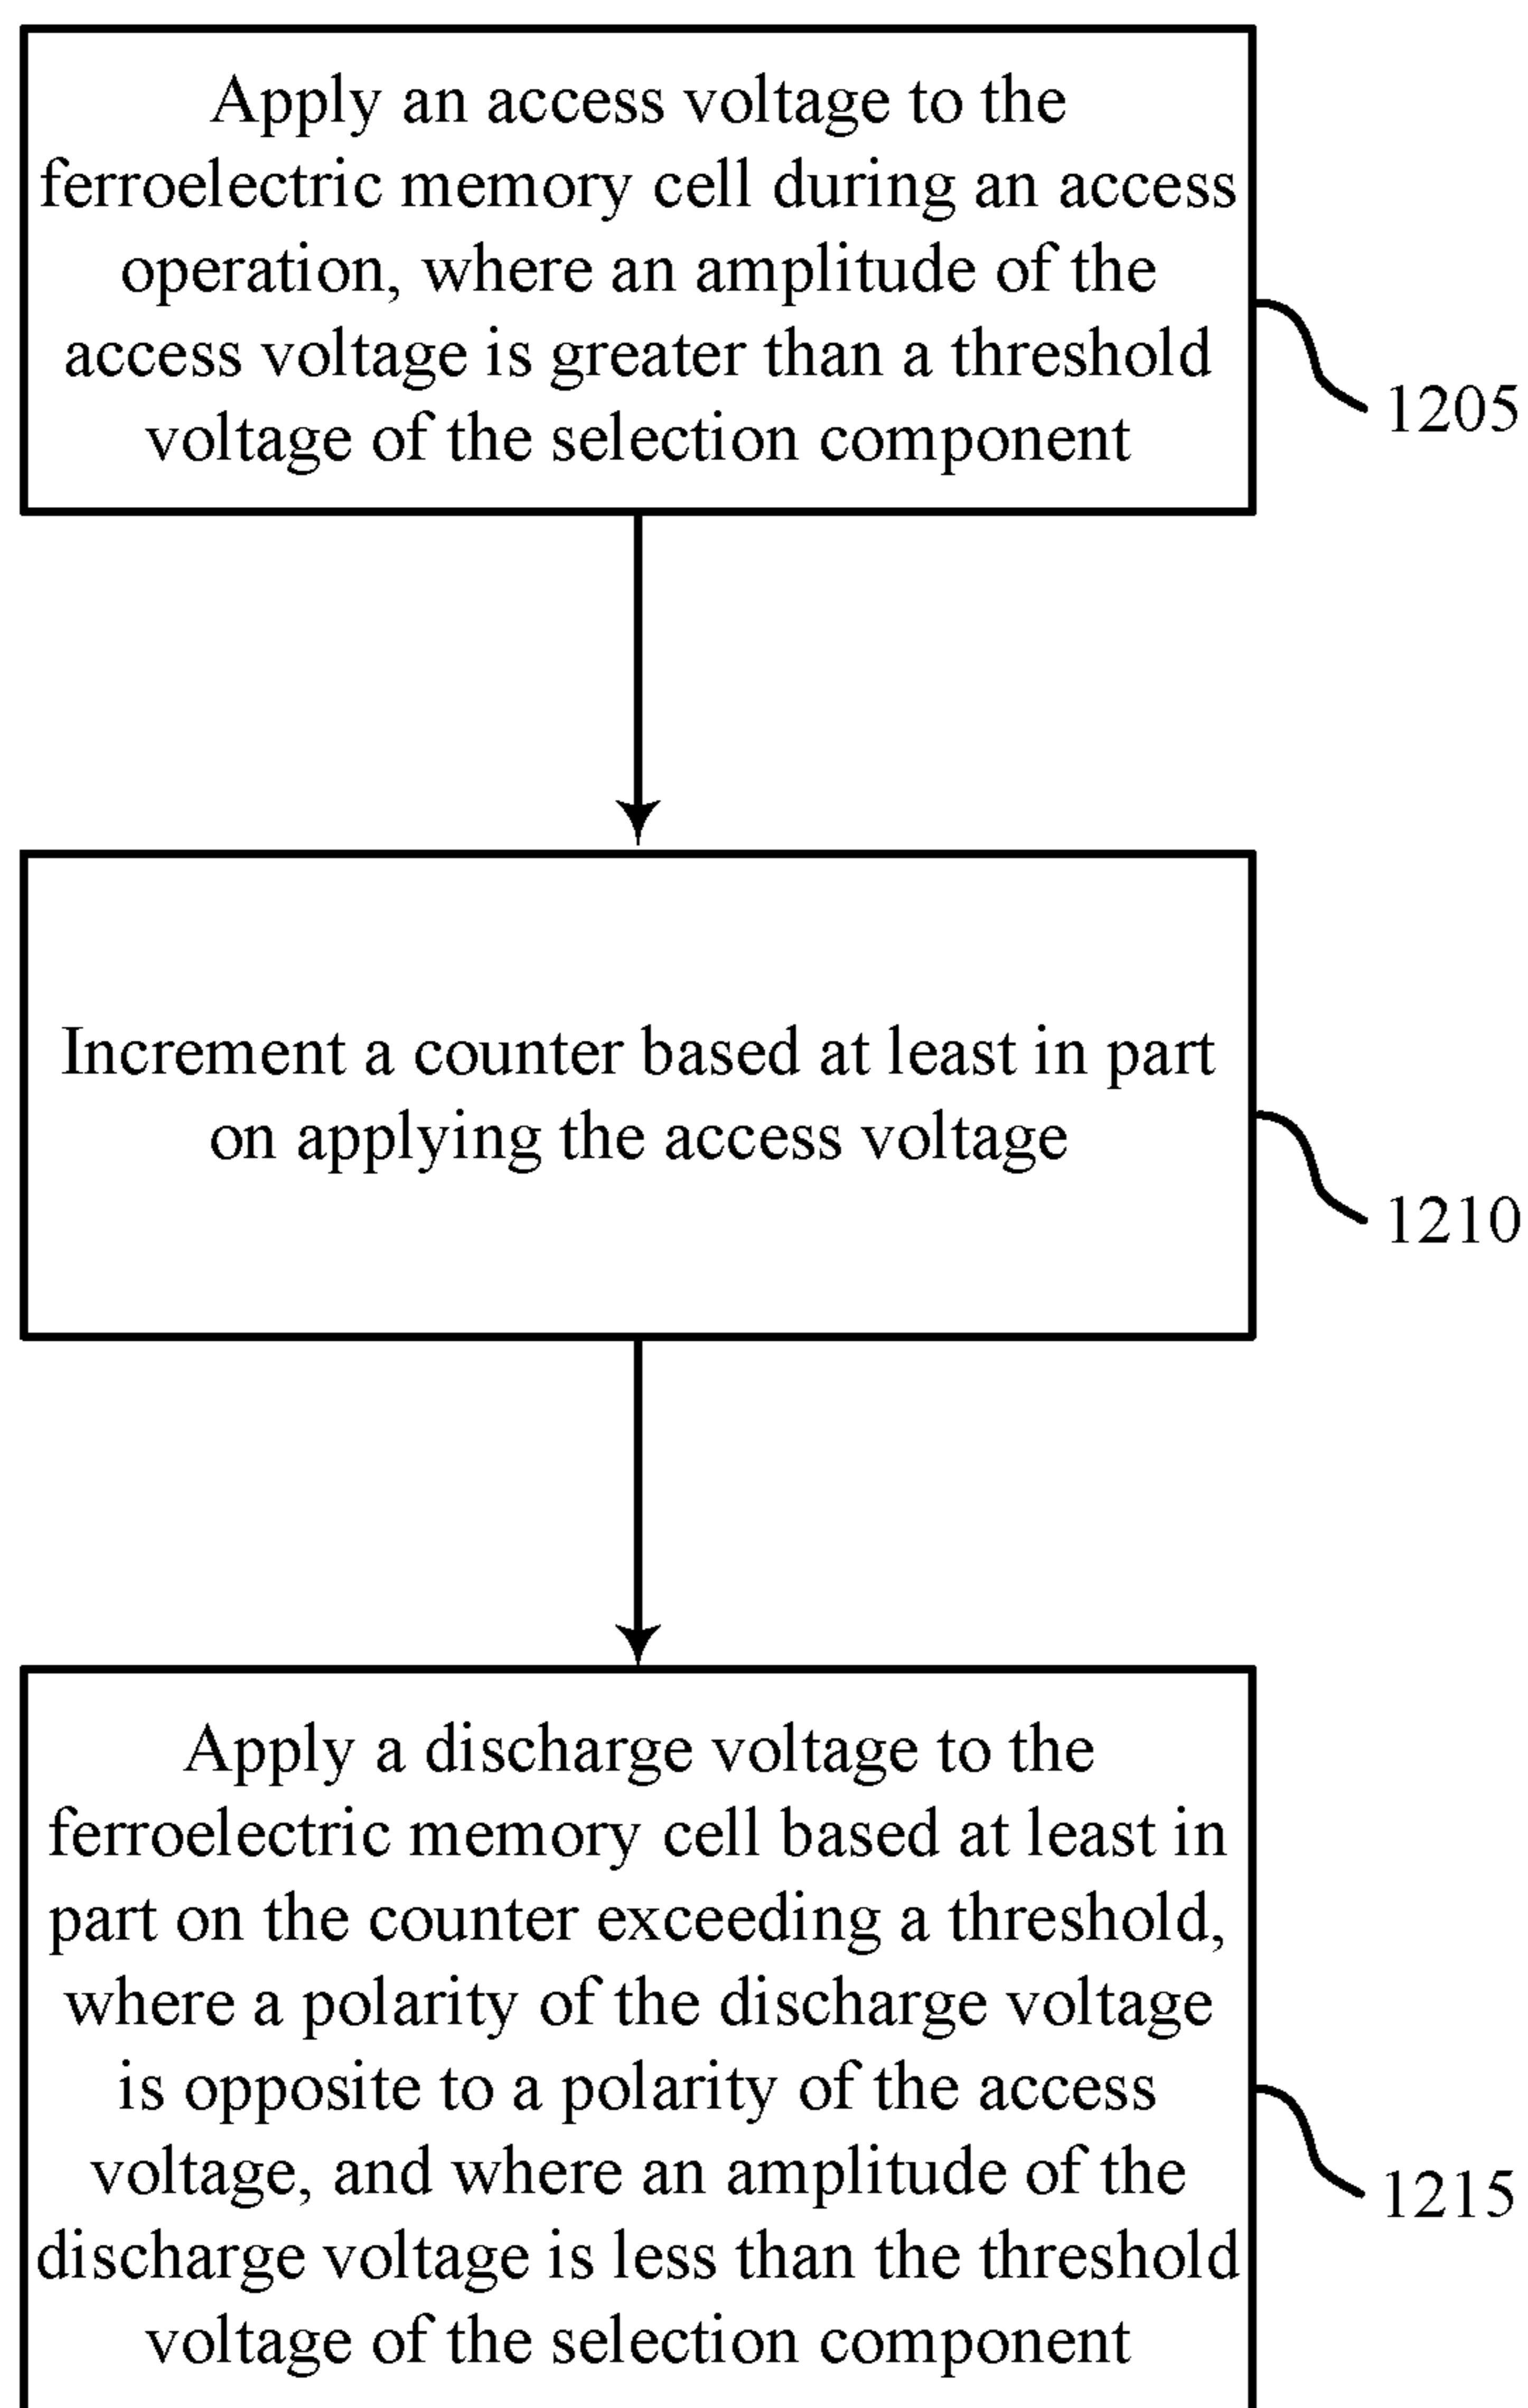 Apply an access voltage to the
ferroelectric memory cell during an access
operation, where an amplitude of the
access voltage is greater than a threshold
voltage of the selection component
1205
Increment a counter based at least in part
on applying the access voltage
1210
Apply a discharge voltage to the
ferroelectric memory cell based at least in
part on the counter exceeding a threshold,
where a polarity of the discharge voltage
is opposite to a polarity of the access
voltage, and where an amplitude of the
discharge voltage is less than the threshold
voltage of the selection component
1215